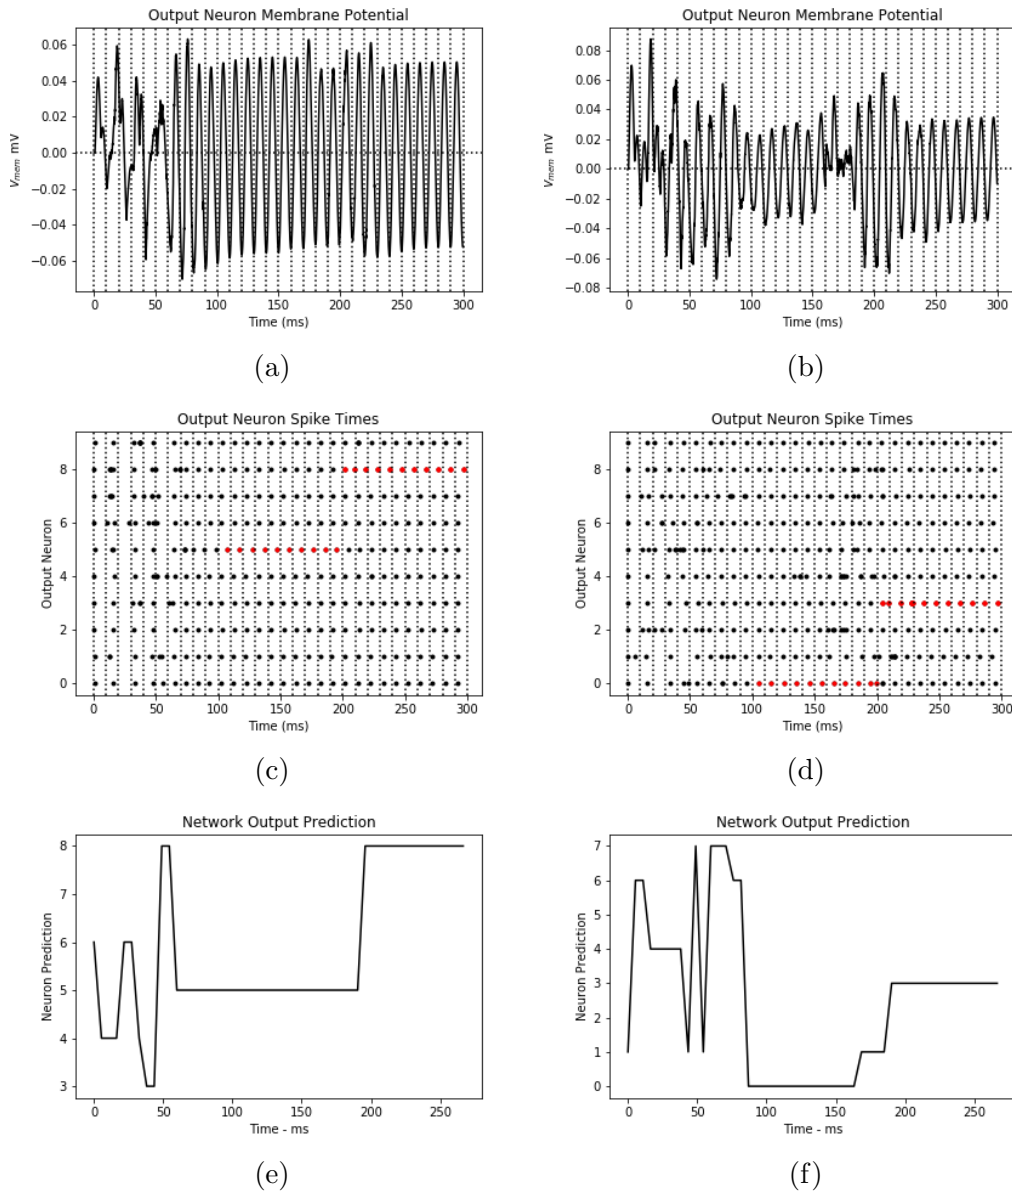 Output Neuron Membrane Potential
0.06
0.04
0.02
0.00
−0.02
−0.04
−0.06
V_mem mV
0 50 100 150 200 250 300
Time (ms)
(a)
Output Neuron Membrane Potential
0.08
0.06
0.04
0.02
0.00
−0.02
−0.04
−0.06
−0.08
V_mem mV
0 50 100 150 200 250 300
Time (ms)
(b)
Output Neuron Spike Times
8
6
4
2
0
Output Neuron
0 50 100 150 200 250 300
Time (ms)
(c)
Output Neuron Spike Times
8
6
4
2
0
Output Neuron
0 50 100 150 200 250 300
Time (ms)
(d)
Network Output Prediction
8
7
6
5
4
3
Neuron Prediction
0 50 100 150 200 250
Time - ms
(e)
Network Output Prediction
7
6
5
4
3
2
1
0
Neuron Prediction
0 50 100 150 200 250
Time - ms
(f)